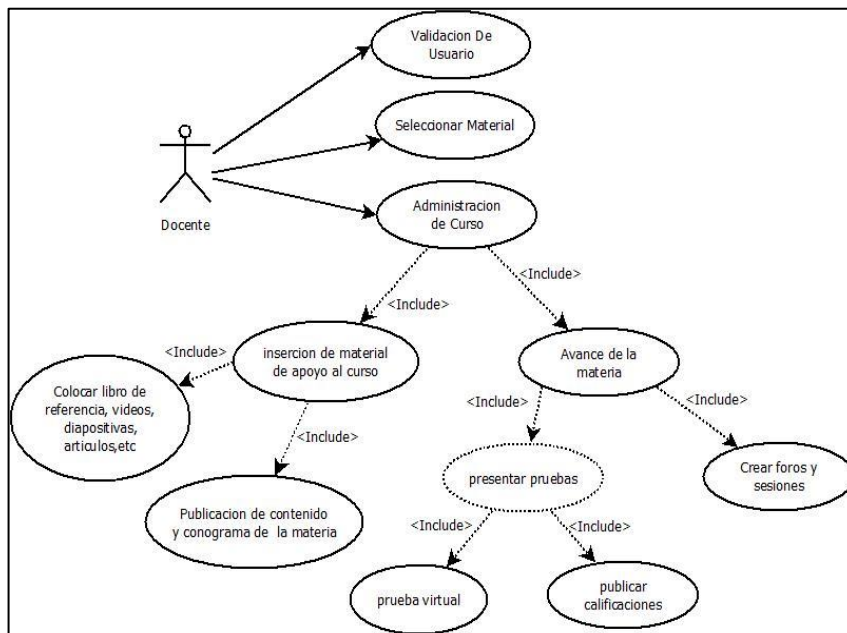 Validacion De
Usuario
Seleccionar Material
Docente
Administracion
de Curso
<Include>
<Include>
<Include>
insercion de material
de apoyo al curso
Avance de la
materia
Colocar libro de
referencia, videos,
diapositivas,
articulos,etc
<Include>
<Include>
<Include>
presentar pruebas
Crear foros y
sesiones
Publicacion de contenido
y conograma de la materia
<Include>
<Include>
prueba virtual
publicar
calificaciones